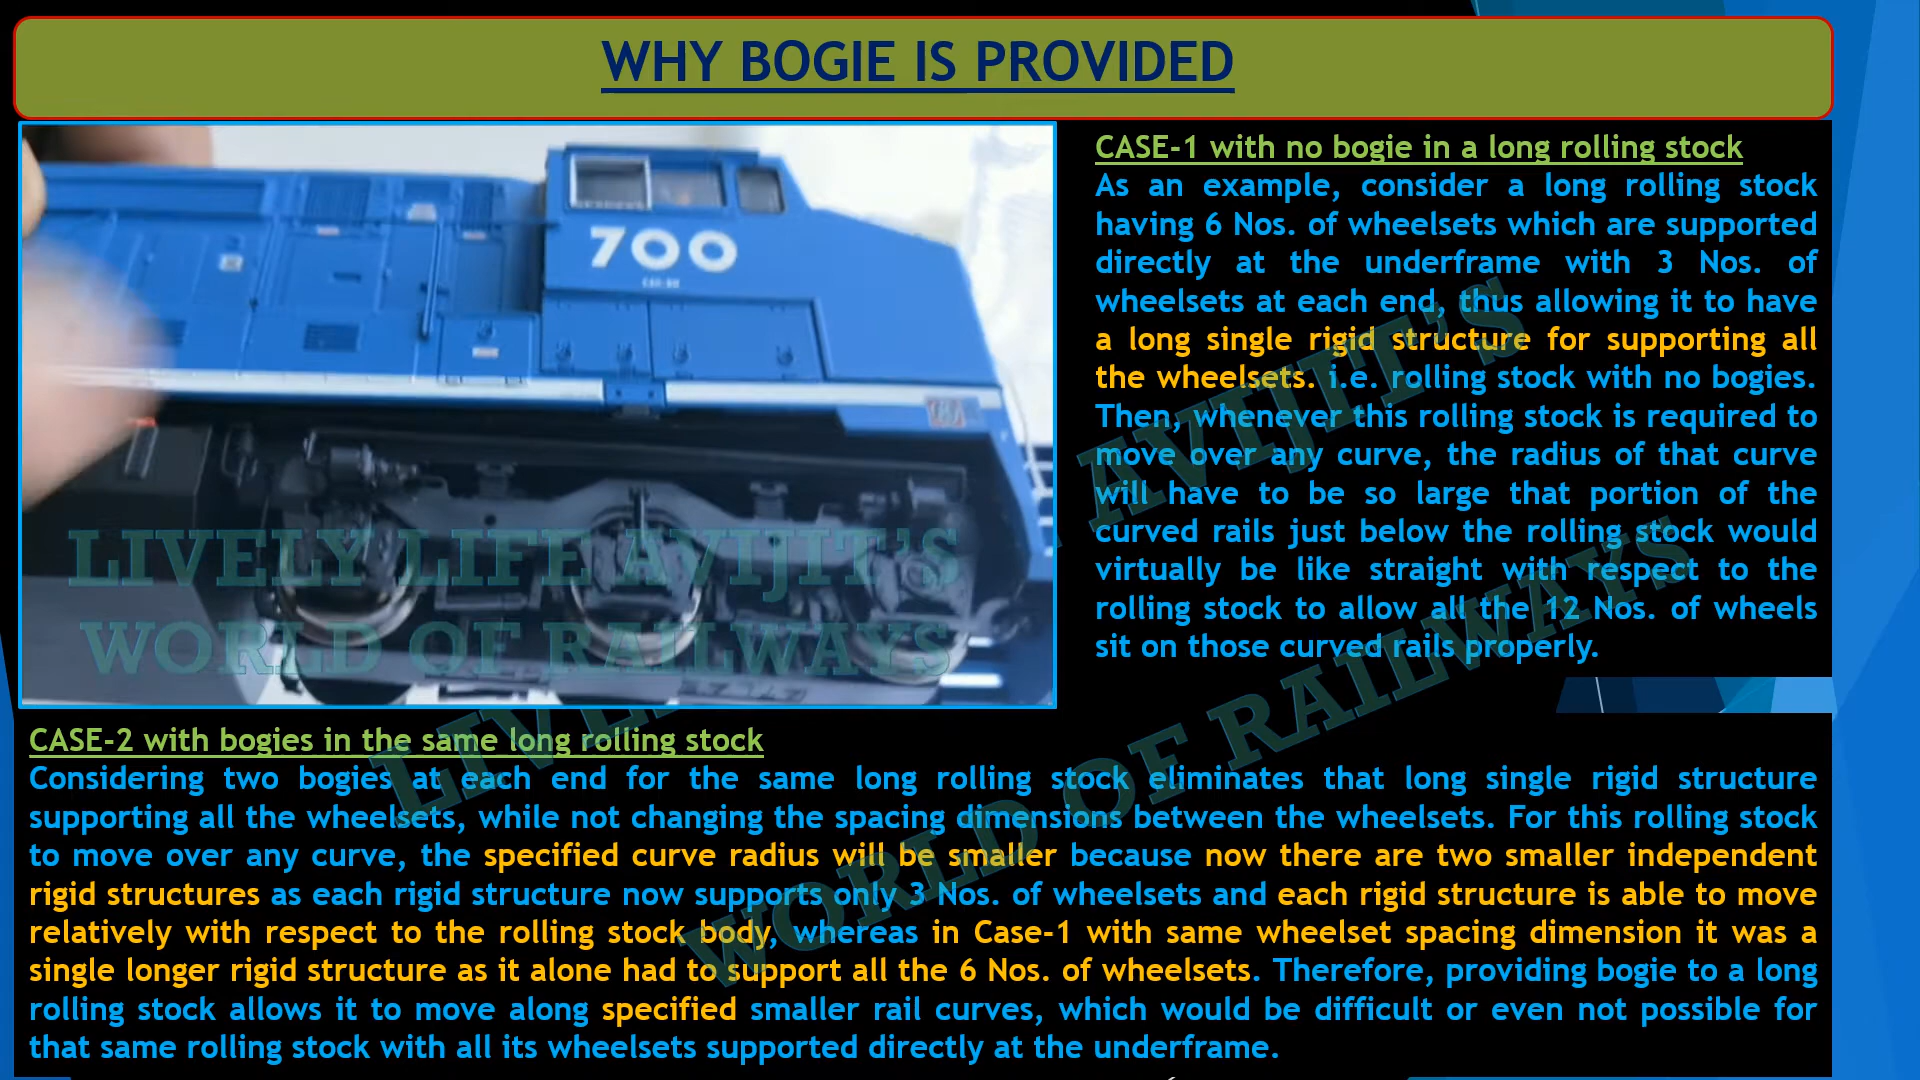 WHY BOGIE IS PROVIDED
700
LIVELY LIFE AVIJIT'S
WORLD OF RAILWAYS
CASE-1 with no bogie in a long rolling stock
As an example, consider a long rolling stock
having 6 Nos. of wheelsets which are supported
directly at the underframe with 3 Nos. of
wheelsets at each end, thus allowing it to have
a long single rigid structure for supporting all
the wheelsets. i.e. rolling stock with no bogies.
Then, whenever this rolling stock is required to
move over any curve, the radius of that curve
will have to be so large that portion of the
curved rails just below the rolling stock would
virtually be like straight with respect to the
rolling stock to allow all the 12 Nos. of wheels
sit on those curved rails properly.
CASE-2 with bogies in the same long rolling stock
Considering two bogies at each end for the same long rolling stock eliminates that long single rigid structure
supporting all the wheelsets, while not changing the spacing dimensions between the wheelsets. For this rolling stock
to move over any curve, the specified curve radius will be smaller because now there are two smaller independent
rigid structures as each rigid structure now supports only 3 Nos. of wheelsets and each rigid structure is able to move
relatively with respect to the rolling stock body, whereas in Case-1 with same wheelset spacing dimension it was a
single longer rigid structure as it alone had to support all the 6 Nos. of wheelsets. Therefore, providing bogie to a long
rolling stock allows it to move along specified smaller rail curves, which would be difficult or even not possible for
that same rolling stock with all its wheelsets supported directly at the underframe.
AVIJIT'S
WORLD OF RAILWAY'S